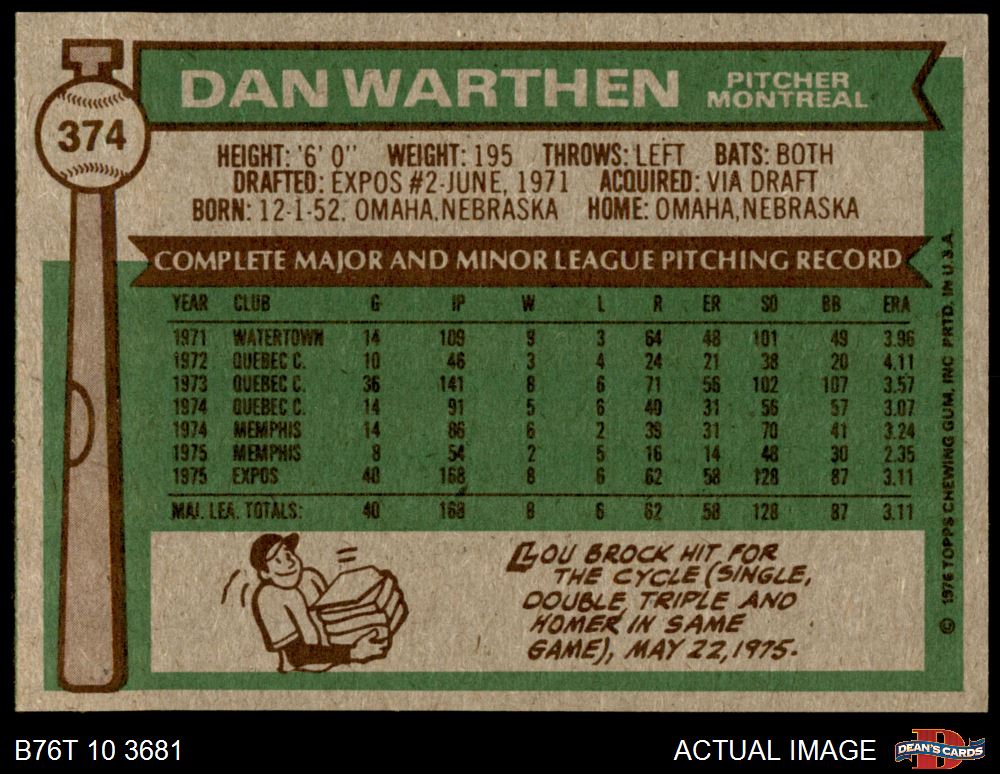 374
DAN WARTHEN
PITCHER
MONTREAL
HEIGHT: '6' 0" WEIGHT: 195 THROWS: LEFT BATS: BOTH
DRAFTED: EXPOS #2-JUNE, 1971 ACQUIRED: VIA DRAFT
BORN: 12-1-52, OMAHA, NEBRASKA HOME: OMAHA, NEBRASKA
COMPLETE MAJOR AND MINOR LEAGUE PITCHING RECORD
YEAR CLUB G IP W L R ER SO BB ERA
1971 WATERTOWN 14 109 9 3 64 48 101 49 3.96
1972 QUEBEC C. 10 46 3 4 24 21 38 20 4.11
1973 QUEBEC C. 36 141 8 6 71 56 102 107 3.57
1974 QUEBEC C. 14 91 5 6 40 31 56 57 3.07
1974 MEMPHIS 14 86 6 2 39 31 70 41 3.24
1975 MEMPHIS 8 54 2 5 16 14 48 30 2.35
1975 EXPOS 40 168 8 6 62 58 128 87 3.11
MAJ. LEA. TOTALS: 40 168 8 6 62 58 128 87 3.11
LOU BROCK HIT FOR
THE CYCLE (SINGLE,
DOUBLE, TRIPLE AND
HOMER IN SAME
GAME), MAY 22, 1975.
© 1976 TOPPS CHEWING GUM, INC PRTD. IN U.S.A.
B76T 10 3681
ACTUAL IMAGE
D
DEAN'S CARDS